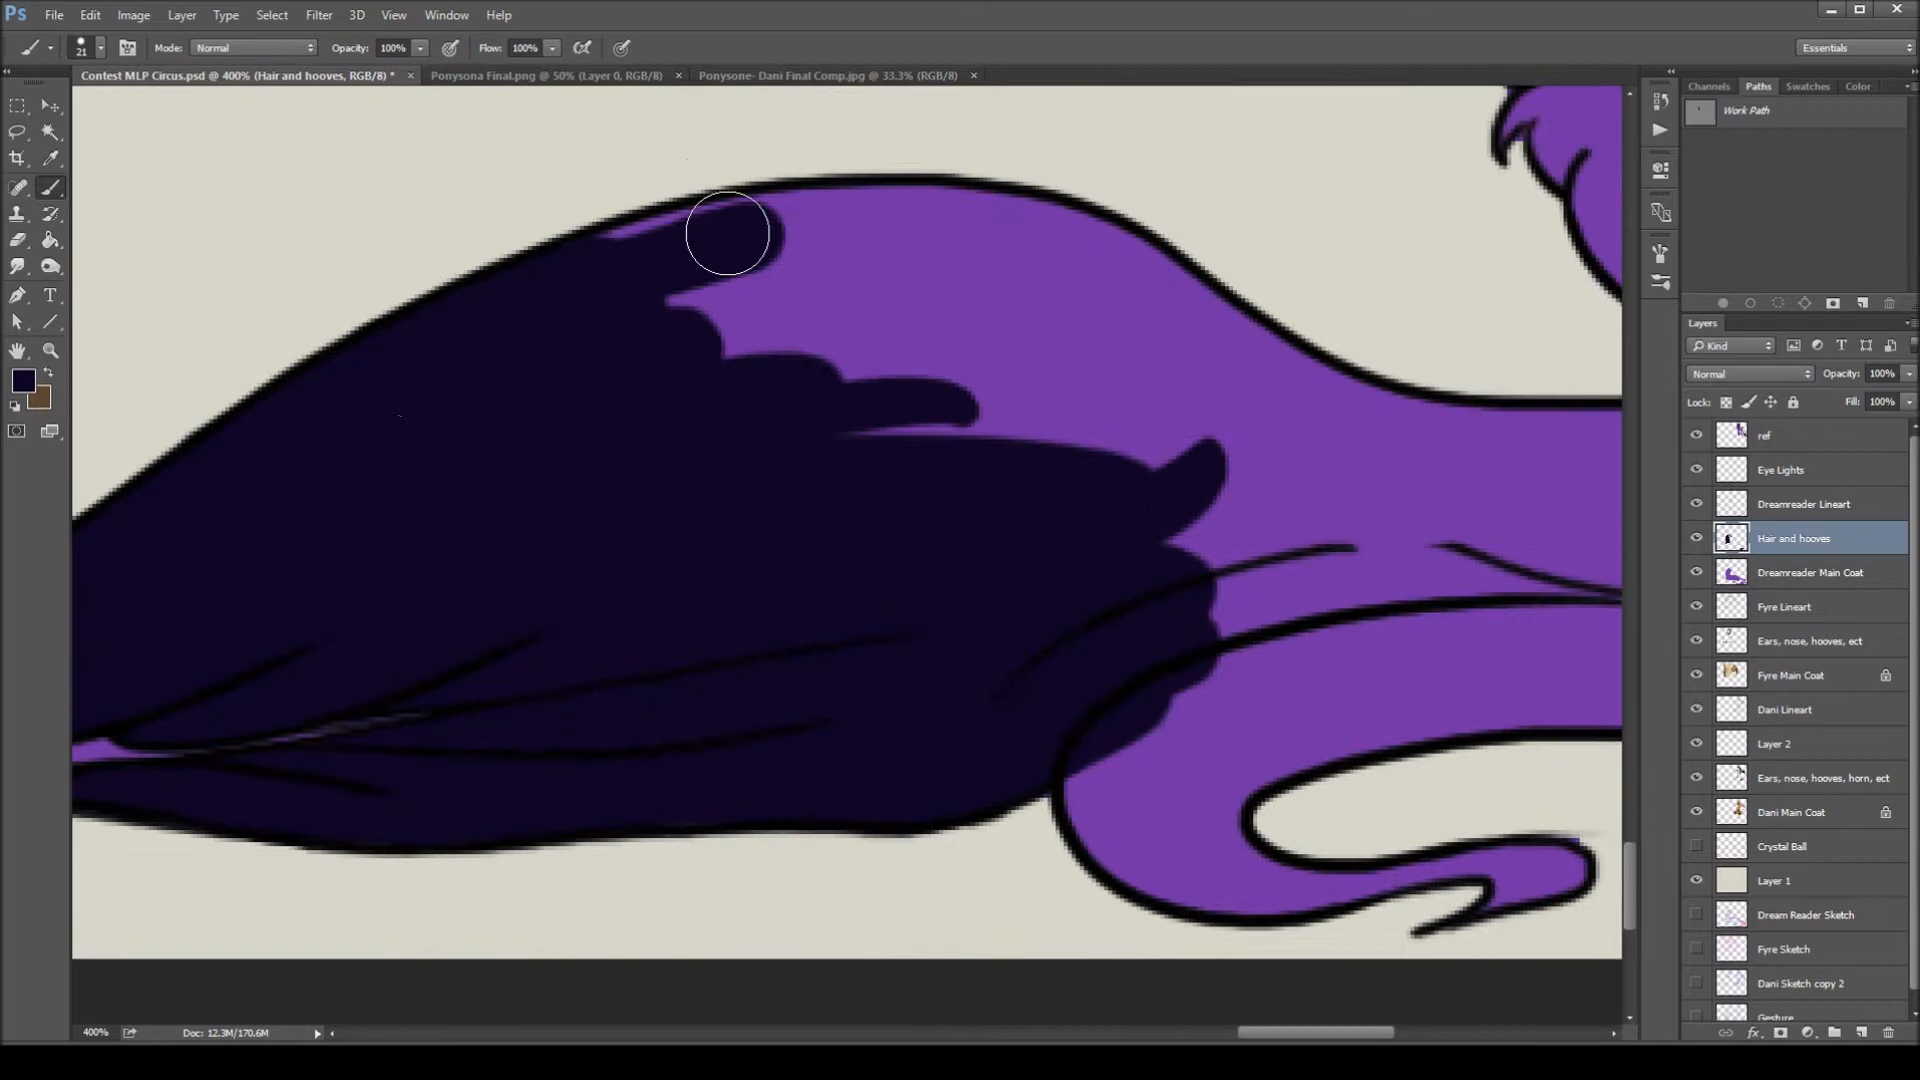 Ps File Edit Image Layer Type Select Filter 3D View Window Help
21 Mode: Normal Opacity: 100% Flow: 100% Essentials
Contest MLP Circus.psd @ 400% (Hair and hooves, RGB/8) * × Ponysona Final.png @ 50% (Layer 0, RGB/8) × Ponysone- Dani Final Comp.jpg @ 33.3% (RGB/8) ×
Channels Paths Swatches Color
Work Path
Layers
Kind
Normal Opacity: 100%
Lock: Fill: 100%
ref
Eye Lights
Dreamreader Lineart
Hair and hooves
Dreamreader Main Coat
Fyre Lineart
Ears, nose, hooves, ect
Fyre Main Coat
Dani Lineart
Layer 2
Ears, nose, hooves, horn, ect
Dani Main Coat
Crystal Ball
Layer 1
Dream Reader Sketch
Fyre Sketch
Dani Sketch copy 2
Gesture
400% Doc: 12.3M/170.6M